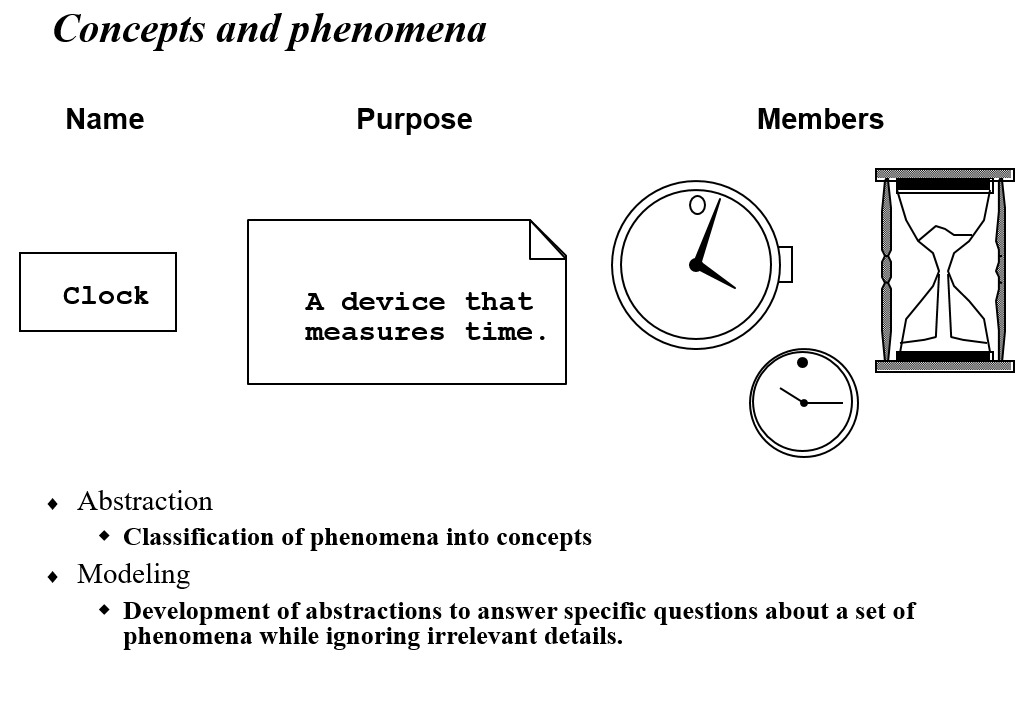 Concepts and phenomena
Name
Purpose
Members
Clock
A device that
measures time.
Abstraction
Classification of phenomena into concepts
Modeling
Development of abstractions to answer specific questions about a set of
phenomena while ignoring irrelevant details.